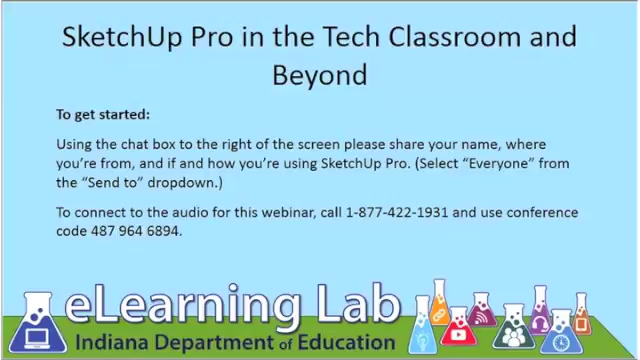 SketchUp Pro in the Tech Classroom and
Beyond
To get started:
Using the chat box to the right of the screen please share your name, where
you're from, and if and how you're using SketchUp Pro. (Select “Everyone” from
the “Send to” dropdown.)
To connect to the audio for this webinar, call 1-877-422-1931 and use conference
code 487 964 6894.
eLearning Lab
Indiana Department of Education